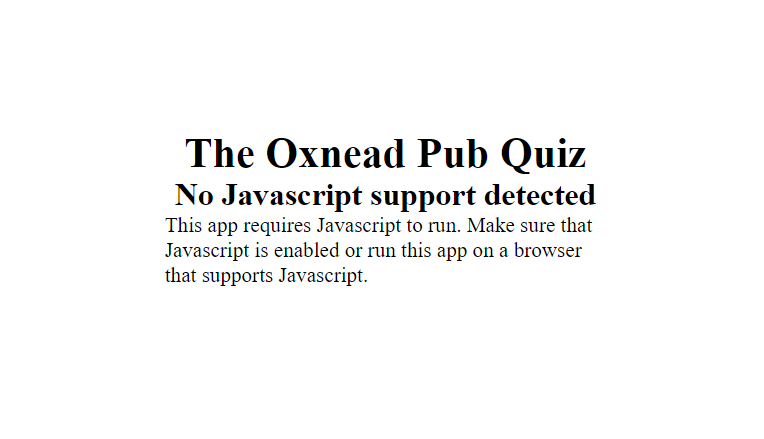 The Oxnead Pub Quiz
No Javascript support detected
This app requires Javascript to run. Make sure that
Javascript is enabled or run this app on a browser
that supports Javascript.